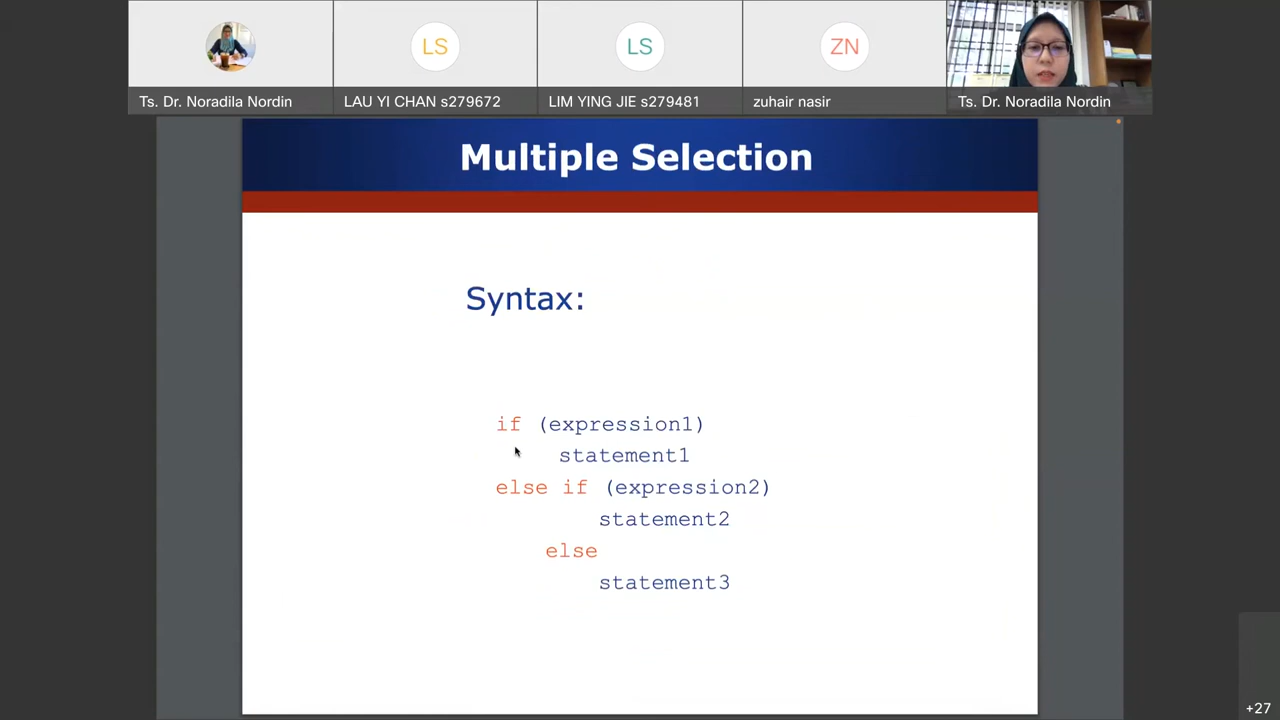 LS
LS
ZN
Ts. Dr. Noradila Nordin
LAU YI CHAN s279672
LIM YING JIE s279481
zuhair nasir
Ts. Dr. Noradila Nordin
Multiple Selection
Syntax:
if (expression1)
statement1
else if (expression2)
statement2
else
statement3
+27